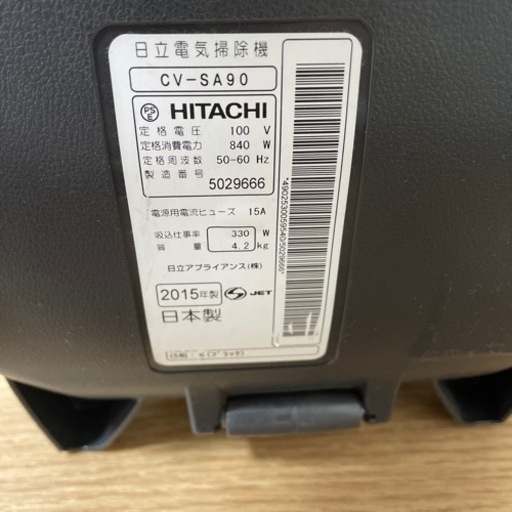 日立電気掃除機
CV-SA90
PS E HITACHI
定格電圧 100 V
定格消費電力 840 W
定格周波数 50-60 Hz
製造番号
5029666
電源用電流ヒューズ 15A
吸込仕事率 330 W
質量 4.2 kg
日立アプライアンス(株)
2015年製 S JET
日本製